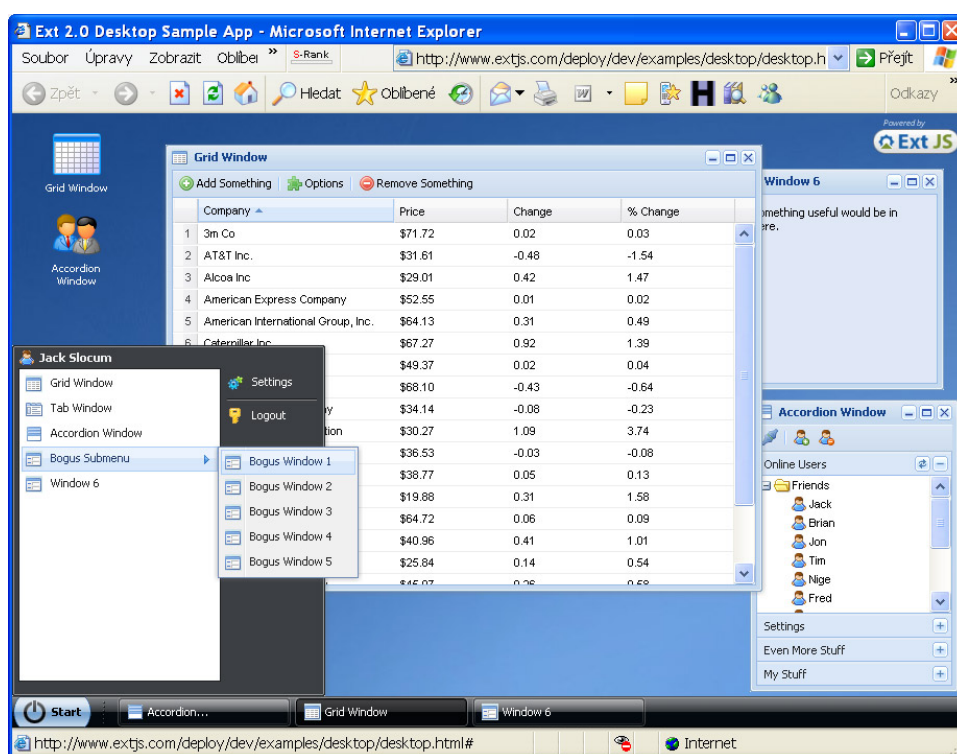 Ext 2.0 Desktop Sample App - Microsoft Internet Explorer
Soubor Úpravy Zobrazit Oblíbe » S-Rank http://www.extjs.com/deploy/dev/examples/desktop/desktop.h Přejít
Zpět Hledat Oblíbené Odkazy »
Powered by
Ext JS
Grid Window
Accordion
Window
Grid Window
Add Something Options Remove Something
Company Price Change % Change
1 3m Co $71.72 0.02 0.03
2 AT&T Inc. $31.61 -0.48 -1.54
3 Alcoa Inc $29.01 0.42 1.47
4 American Express Company $52.55 0.01 0.02
5 American International Group, Inc. $64.13 0.31 0.49
6 Caterpillar Inc. $67.27 0.92 1.39
$49.37 0.02 0.04
$68.10 -0.43 -0.64
$34.14 -0.08 -0.23
$30.27 1.09 3.74
$36.53 -0.03 -0.08
$38.77 0.05 0.13
$19.88 0.31 1.58
$64.72 0.06 0.09
$40.96 0.41 1.01
$25.84 0.14 0.54
$45.07 0.26 0.58
Window 6
omething useful would be in
ere.
Jack Slocum
Grid Window
Tab Window
Accordion Window
Bogus Submenu
Window 6
Settings
Logout
Bogus Window 1
Bogus Window 2
Bogus Window 3
Bogus Window 4
Bogus Window 5
Accordion Window
Online Users
Friends
Jack
Brian
Jon
Tim
Nige
Fred
Settings
Even More Stuff
My Stuff
Start Accordion... Grid Window Window 6
http://www.extjs.com/deploy/dev/examples/desktop/desktop.html# Internet